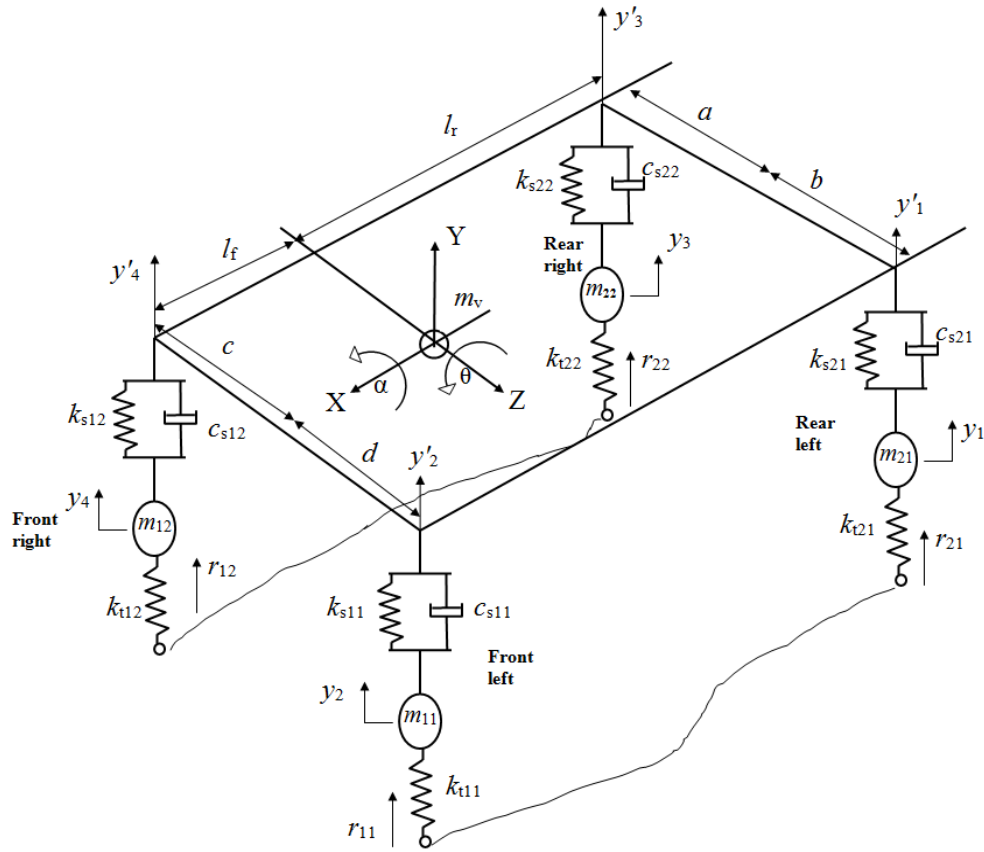 y'3
a
lr
ks22
cs22
b
y'1
Y
Rear
right
y3
lf
y'4
mv
m22
cs21
ks21
c
kt22
r22
α
θ
X
Z
ks12
cs12
Rear
left
y1
d
y'2
m21
y4
Front
right
m12
kt21
r21
r12
kt12
ks11
cs11
Front
left
y2
m11
kt11
r11